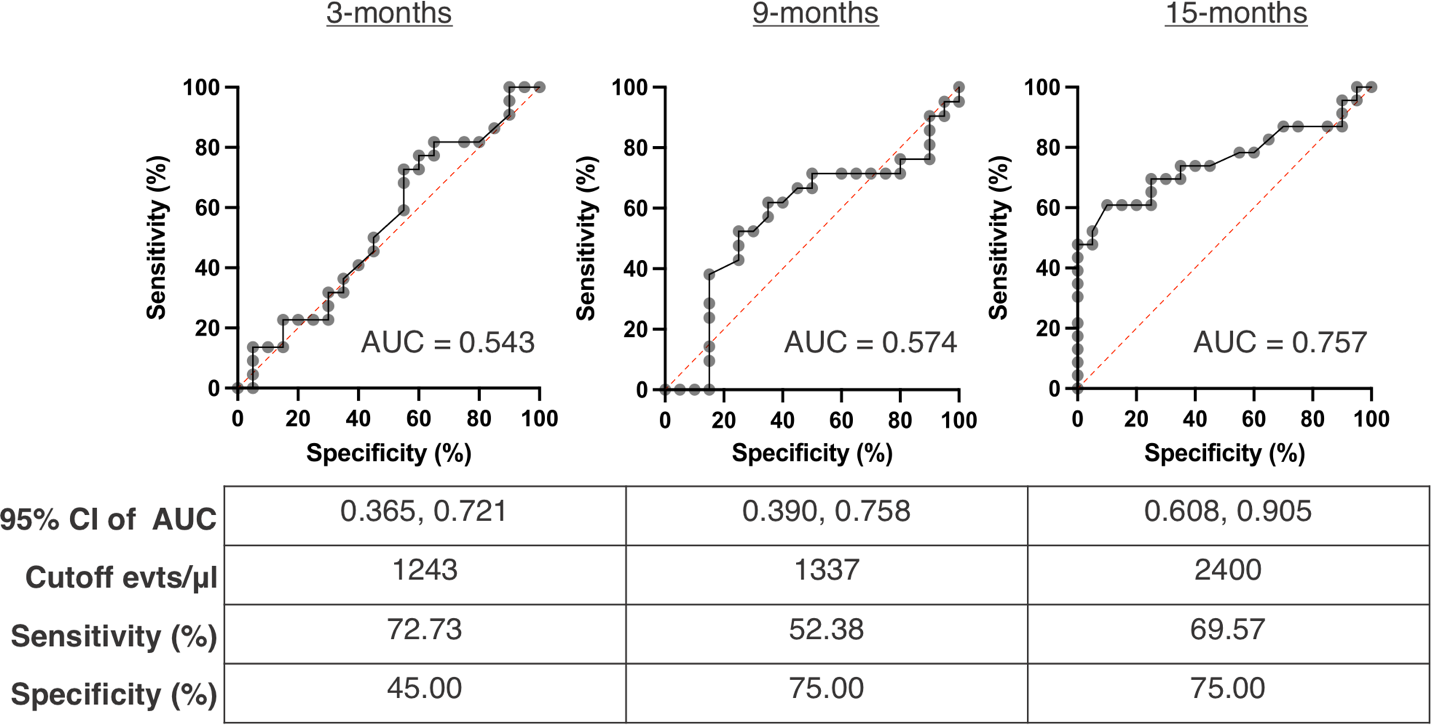 3-months 9-months 15-months
100 100 100
80 80 80
60 60 60
40 40 40
20 20 20
0 0 0
Sensitivity (%) Sensitivity (%) Sensitivity (%)
AUC = 0.543 AUC = 0.574 AUC = 0.757
0 20 40 60 80 100 0 20 40 60 80 100 0 20 40 60 80 100
Specificity (%) Specificity (%) Specificity (%)
95% CI of AUC 0.365, 0.721 0.390, 0.758 0.608, 0.905
Cutoff evts/µl 1243 1337 2400
Sensitivity (%) 72.73 52.38 69.57
Specificity (%) 45.00 75.00 75.00